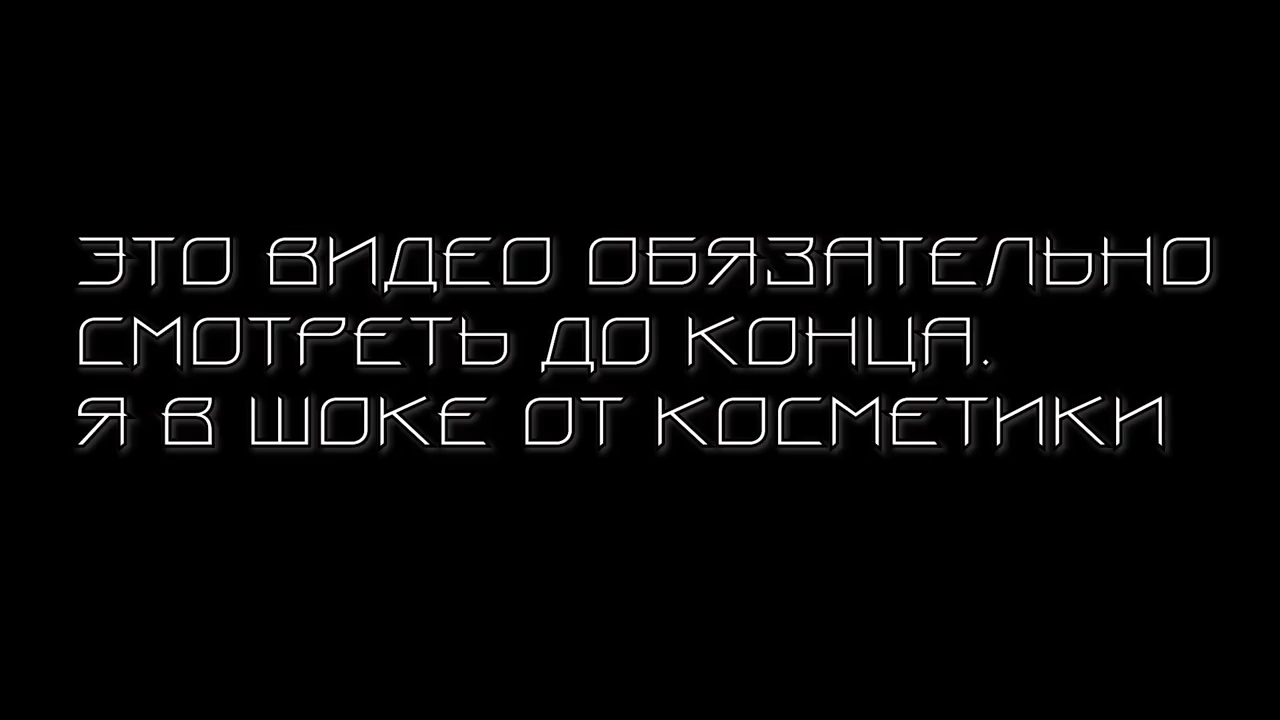 ЭТО ВИДЕО ОБЯЗАТЕЛЬНО
СМОТРЕТЬ ДО КОНЦА.
Я В ШОКЕ ОТ КОСМЕТИКИ